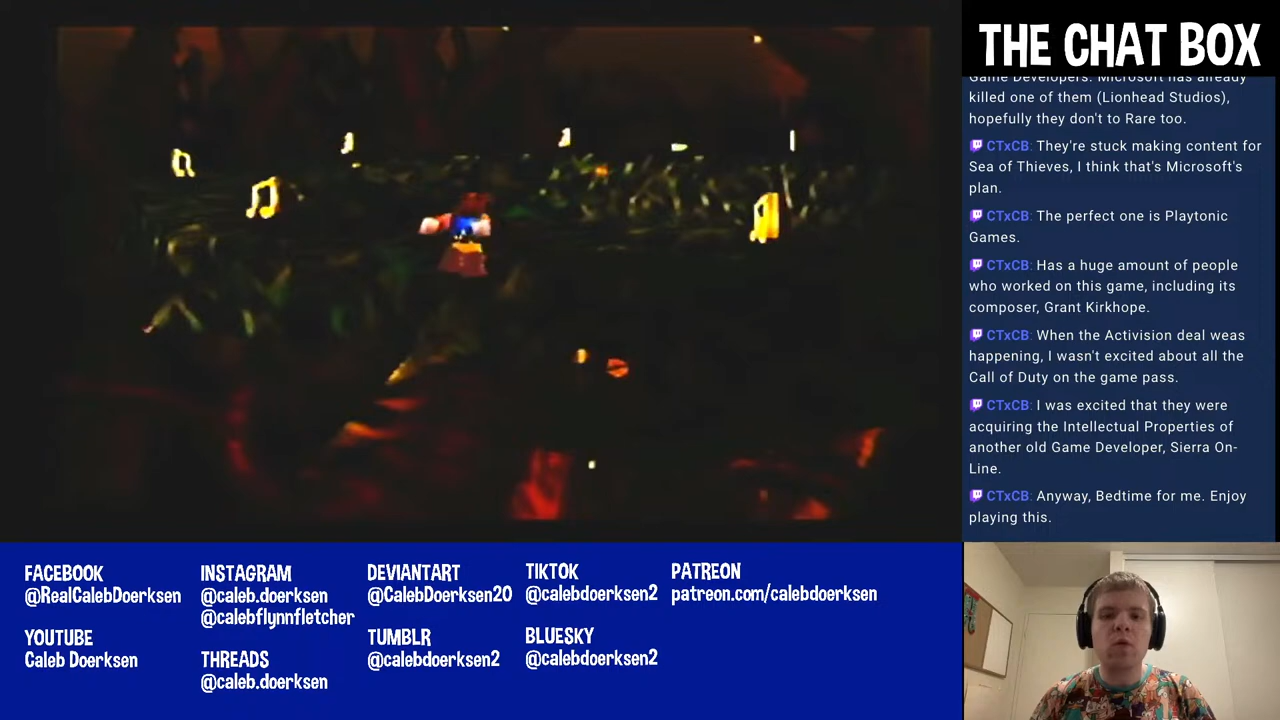 THE CHAT BOX
Game Developers. Microsoft has already
killed one of them (Lionhead Studios),
hopefully they don't to Rare too.
CTxCB: They're stuck making content for
Sea of Thieves, I think that's Microsoft's
plan.
CTxCB: The perfect one is Playtonic
Games.
CTxCB: Has a huge amount of people
who worked on this game, including its
composer, Grant Kirkhope.
CTxCB: When the Activision deal weas
happening, I wasn't excited about all the
Call of Duty on the game pass.
CTxCB: I was excited that they were
acquiring the Intellectual Properties of
another old Game Developer, Sierra On-
Line.
CTxCB: Anyway, Bedtime for me. Enjoy
playing this.
FACEBOOK
@RealCalebDoerksen
YOUTUBE
Caleb Doerksen
INSTAGRAM
@caleb.doerksen
@calebflynnfletcher
THREADS
@caleb.doerksen
DEVIANTART
@CalebDoerksen20
TUMBLR
@calebdoerksen2
TIKTOK
@calebdoerksen2
BLUESKY
@calebdoerksen2
PATREON
patreon.com/calebdoerksen